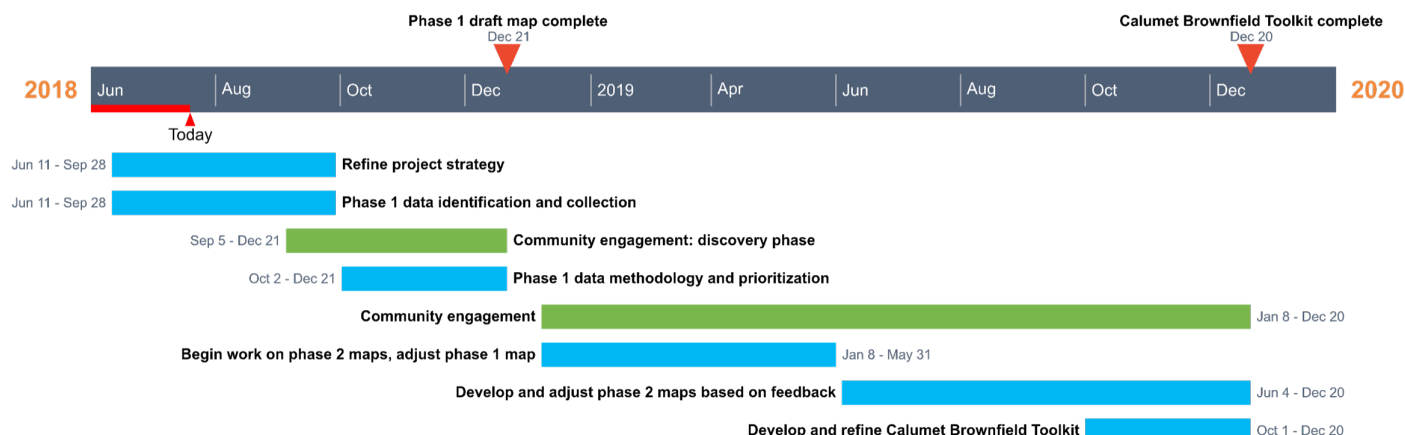 Phase 1 draft map complete
Dec 21
Calumet Brownfield Toolkit complete
Dec 20
2018 Jun Aug Oct Dec 2019 Apr Jun Aug Oct Dec 2020
Today
Jun 11 - Sep 28 Refine project strategy
Jun 11 - Sep 28 Phase 1 data identification and collection
Sep 5 - Dec 21 Community engagement: discovery phase
Oct 2 - Dec 21 Phase 1 data methodology and prioritization
Community engagement Jan 8 - Dec 20
Begin work on phase 2 maps, adjust phase 1 map Jan 8 - May 31
Develop and adjust phase 2 maps based on feedback Jun 4 - Dec 20
Develop and refine Calumet Brownfield Toolkit Oct 1 - Dec 20